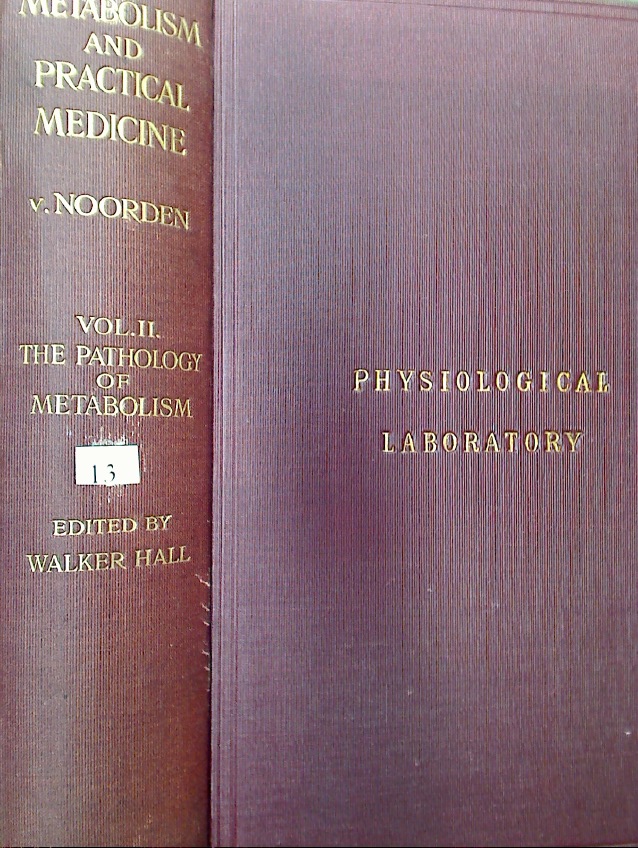 METABOLISM
AND
PRACTICAL
MEDICINE
v. NOORDEN
VOL. II.
THE PATHOLOGY
OF
METABOLISM
13
EDITED BY
WALKER HALL
PHYSIOLOGICAL
LABORATORY